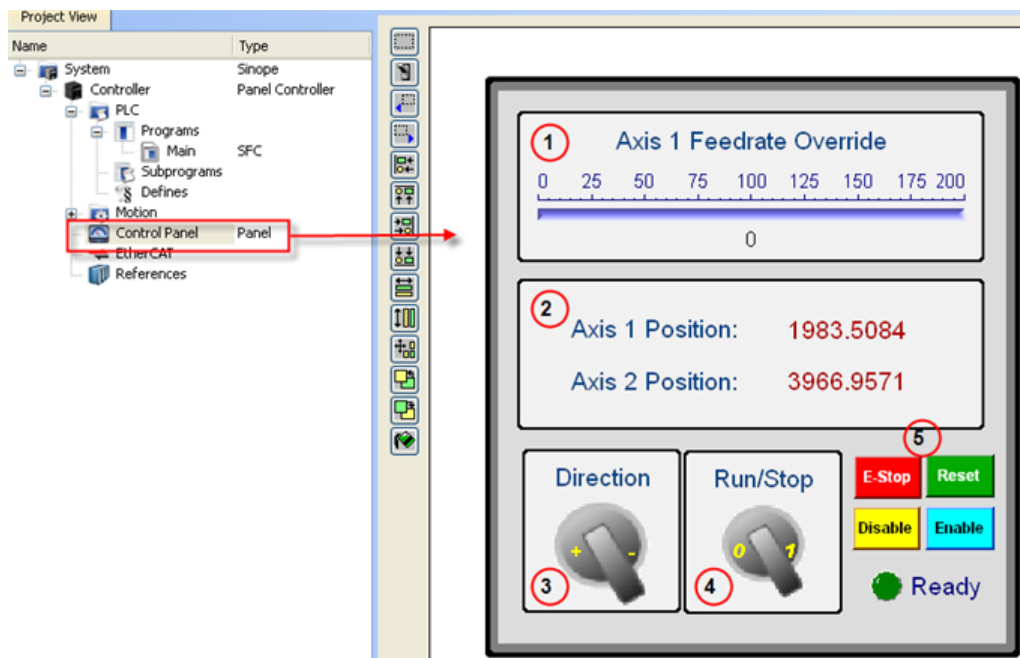 Project View
Name Type
System Sinope
Controller Panel Controller
PLC
Programs
Main SFC
Subprograms
Defines
Motion
Control Panel Panel
EtherCAT
References
1 Axis 1 Feedrate Override
0 25 50 75 100 125 150 175 200
0
2
Axis 1 Position: 1983.5084
Axis 2 Position: 3966.9571
5
Direction Run/Stop
E-Stop Reset
+ - 0 1
Disable Enable
3 4
Ready